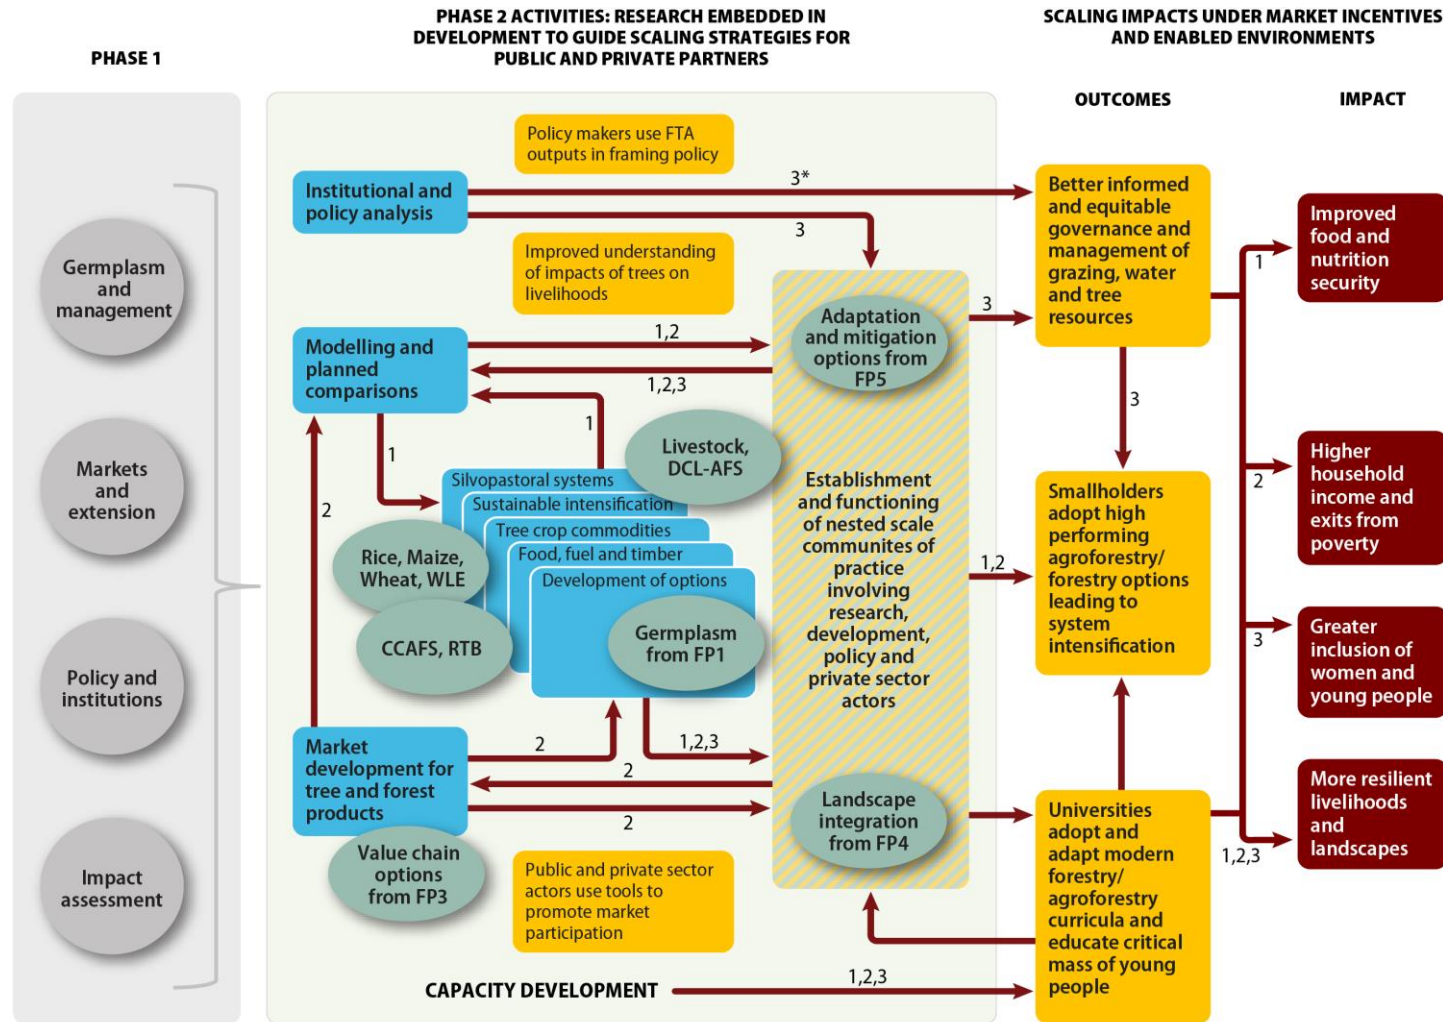 PHASE 1
PHASE 2 ACTIVITIES: RESEARCH EMBEDDED IN
DEVELOPMENT TO GUIDE SCALING STRATEGIES FOR
PUBLIC AND PRIVATE PARTNERS
SCALING IMPACTS UNDER MARKET INCENTIVES
AND ENABLED ENVIRONMENTS
OUTCOMES
IMPACT
Germplasm
and
management
Markets
and
extension
Policy and
institutions
Impact
assessment
Policy makers use FTA
outputs in framing policy
Institutional and
policy analysis
3*
3
Improved understanding
of impacts of trees on
livelihoods
Modelling and
planned
comparisons
1,2
1,2,3
1
1
2
Livestock,
DCL-AFS
Silvopastoral systems
Sustainable intensification
Tree crop commodities
Food, fuel and timber
Development of options
Rice, Maize,
Wheat, WLE
CCAFS, RTB
Germplasm
from FP1
Market
development for
tree and forest
products
2
1,2,3
2
2
Value chain
options
from FP3
Public and private sector
actors use tools to
promote market
participation
CAPACITY DEVELOPMENT
1,2,3
Adaptation
and mitigation
options from
FP5
Establishment
and functioning
of nested scale
communites of
practice
involving
research,
development,
policy and
private sector
actors
Landscape
integration
from FP4
3
1,2
Better informed
and equitable
governance and
management of
grazing, water
and tree
resources
3
Smallholders
adopt high
performing
agroforestry/
forestry options
leading to
system
intensification
Universities
adopt and
adapt modern
forestry/
agroforestry
curricula and
educate critical
mass of young
people
1
2
3
1,2,3
Improved
food and
nutrition
security
Higher
household
income and
exits from
poverty
Greater
inclusion of
women and
young people
More resilient
livelihoods
and
landscapes